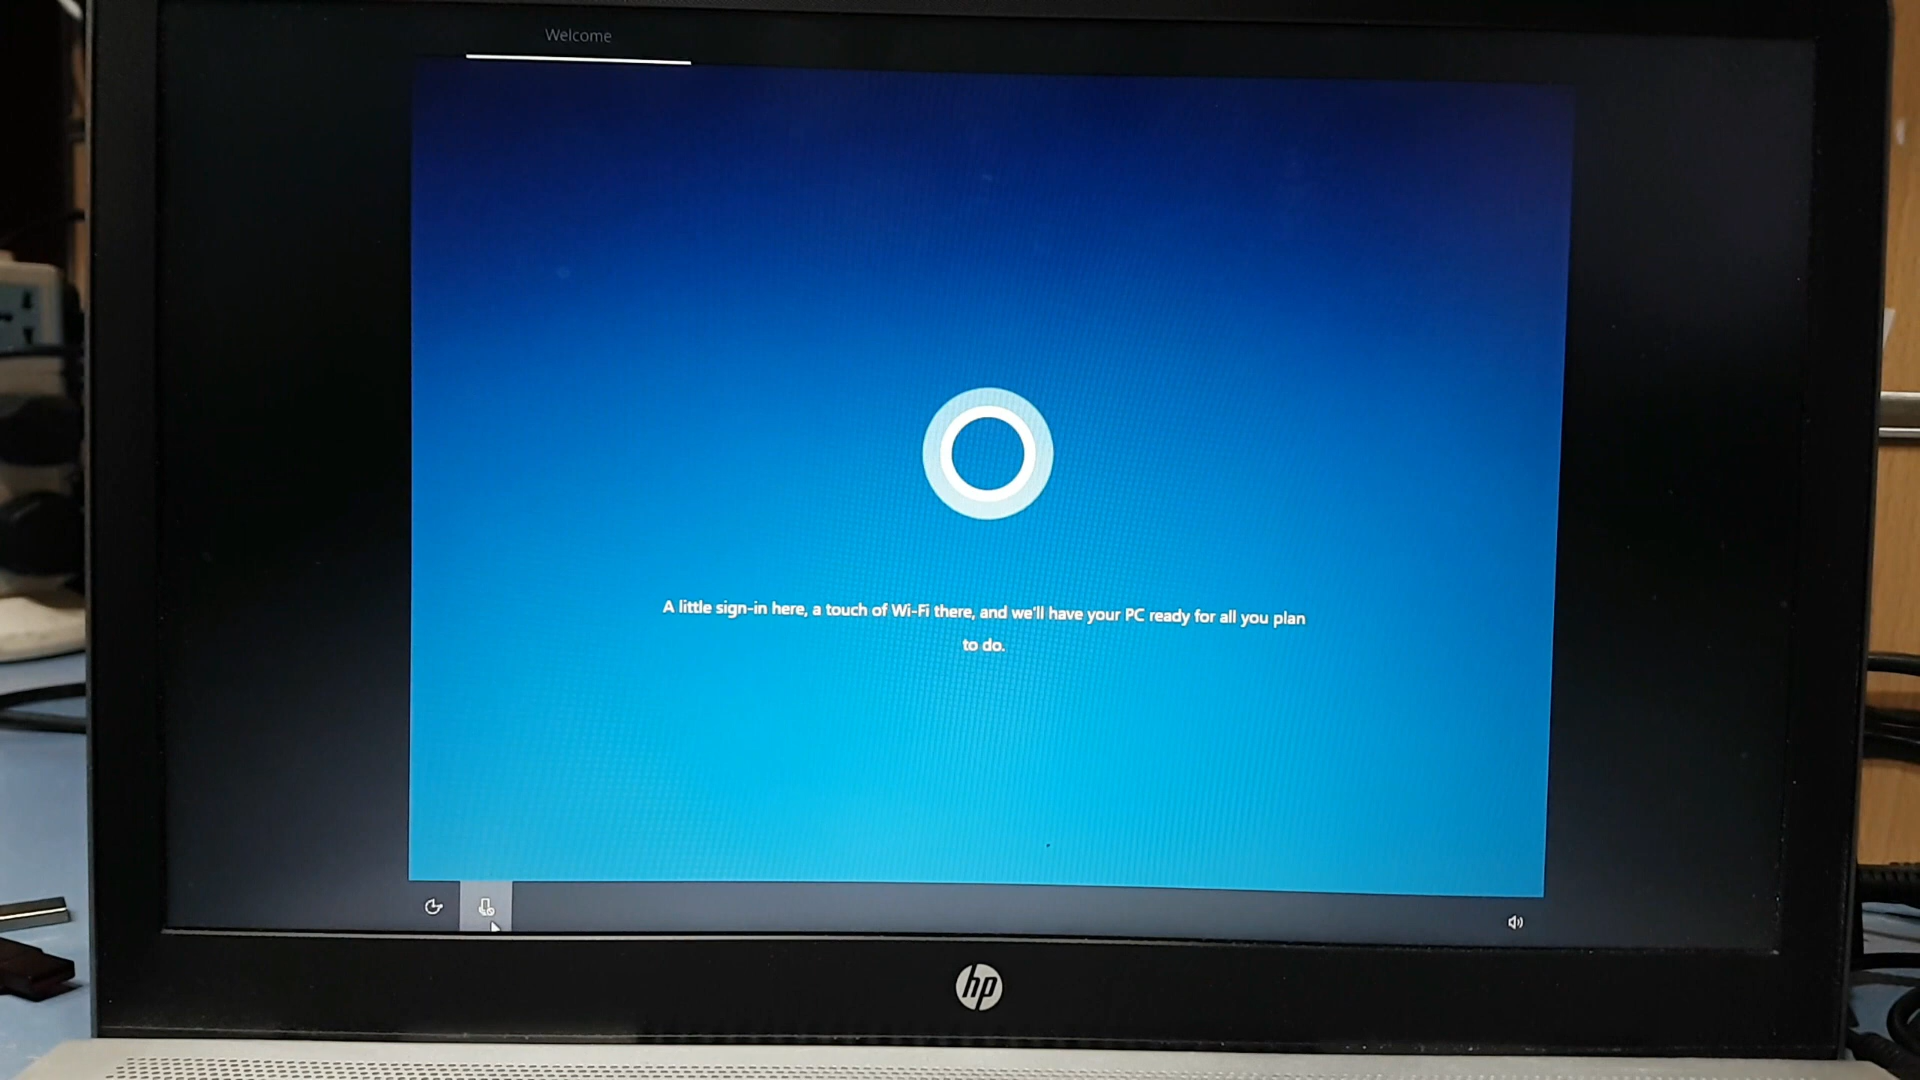 Welcome
A little sign-in here, a touch of Wi-Fi there, and we'll have your PC ready for all you plan
to do.
hp